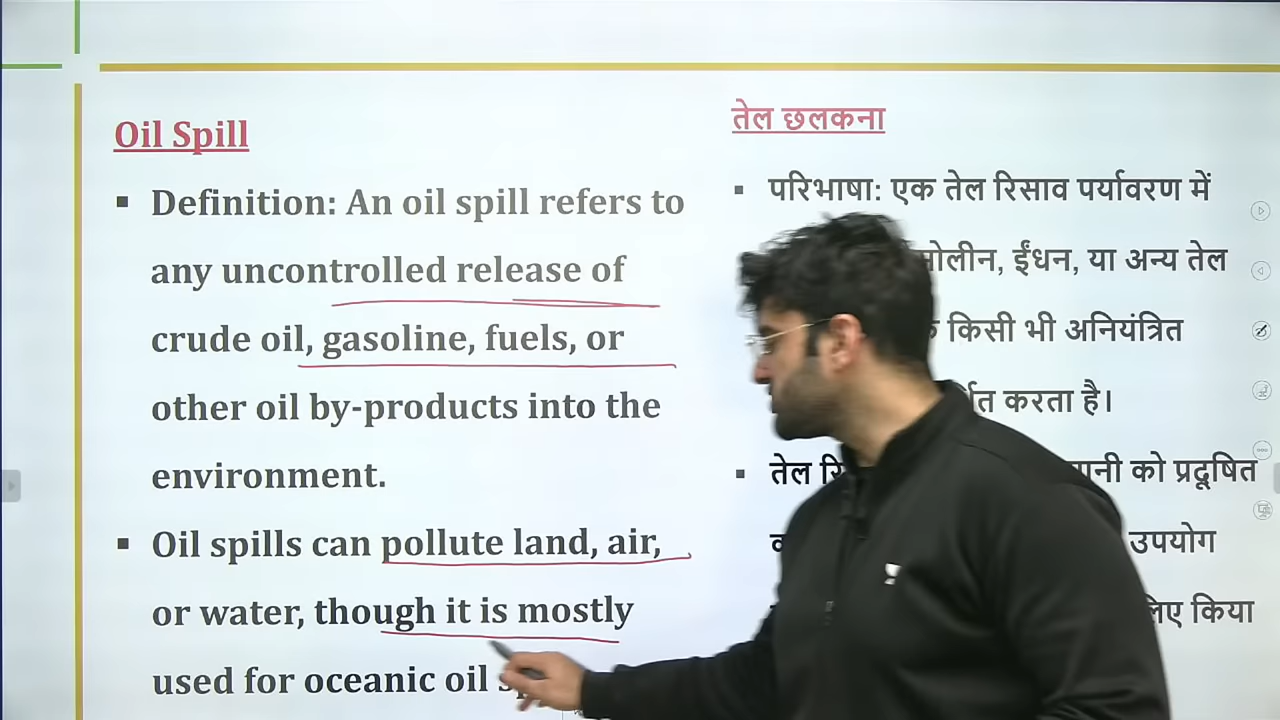 Oil Spill
▪ Definition: An oil spill refers to
any uncontrolled release of
crude oil, gasoline, fuels, or
other oil by-products into the
environment.
▪ Oil spills can pollute land, air,
or water, though it is mostly
used for oceanic oil
तेल छलकना
▪ परिभाषा: एक तेल रिसाव पर्यावरण में
ईंधन, या अन्य तेल
किसी भी अनियंत्रित
करता है।
▪ तेल को प्रदूषित
उपयोग
लिए किया